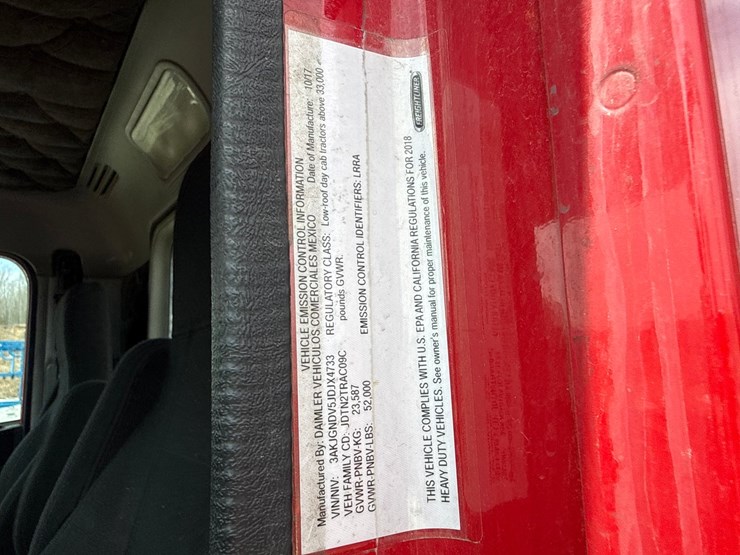 VEHICLE EMISSION CONTROL INFORMATION
Manufactured By: DAIMLER VEHICULOS COMERCIALES MEXICO Date of Manufacture: 10/17
VIN/NIV: 3AKJGNDV5JDJX4733 REGULATORY CLASS: Low-roof day cab tractors above 33,000
VEH FAMILY CD: JDTN2TRAC09C pounds GVWR.
GVWR-PNBV-KG: 23,587 EMISSION CONTROL IDENTIFIERS: LRRA
GVWR-PNBV-LBS: 52,000
THIS VEHICLE COMPLIES WITH U.S. EPA AND CALIFORNIA REGULATIONS FOR 2018
HEAVY DUTY VEHICLES. See owner's manual for proper maintenance of this vehicle.
FREIGHTLINER